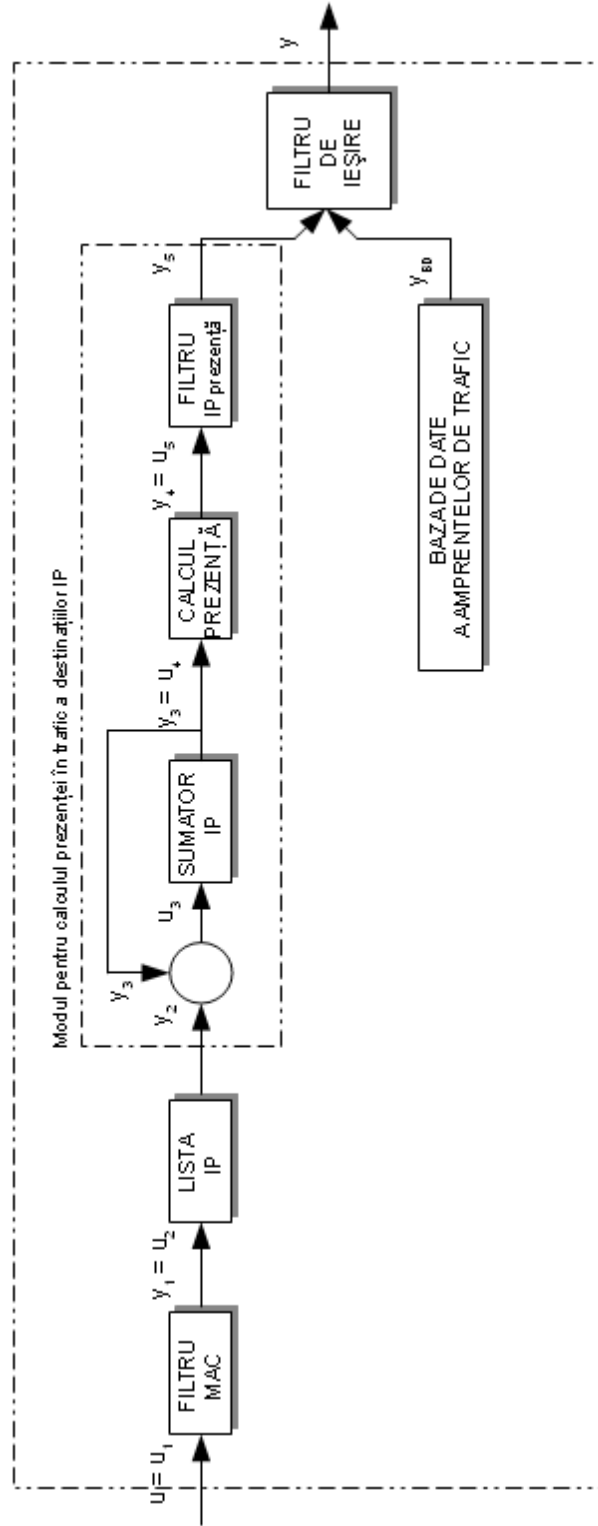 Modul pentru calculul prezenței în trafic a destinațiilor IP
u = u₁
FILTRU
MAC
y₁ = u₂
LISTA
IP
y₂
y₃
u₃
SUMATOR
IP
y₃ = u₄
CALCUL
PREZENȚĂ
y₄ = u₅
FILTRU
IP prezență
y₅
FILTRU
DE
IEȘIRE
y
BAZA DE DATE
A AMPRENTELOR DE TRAFIC
y_BD